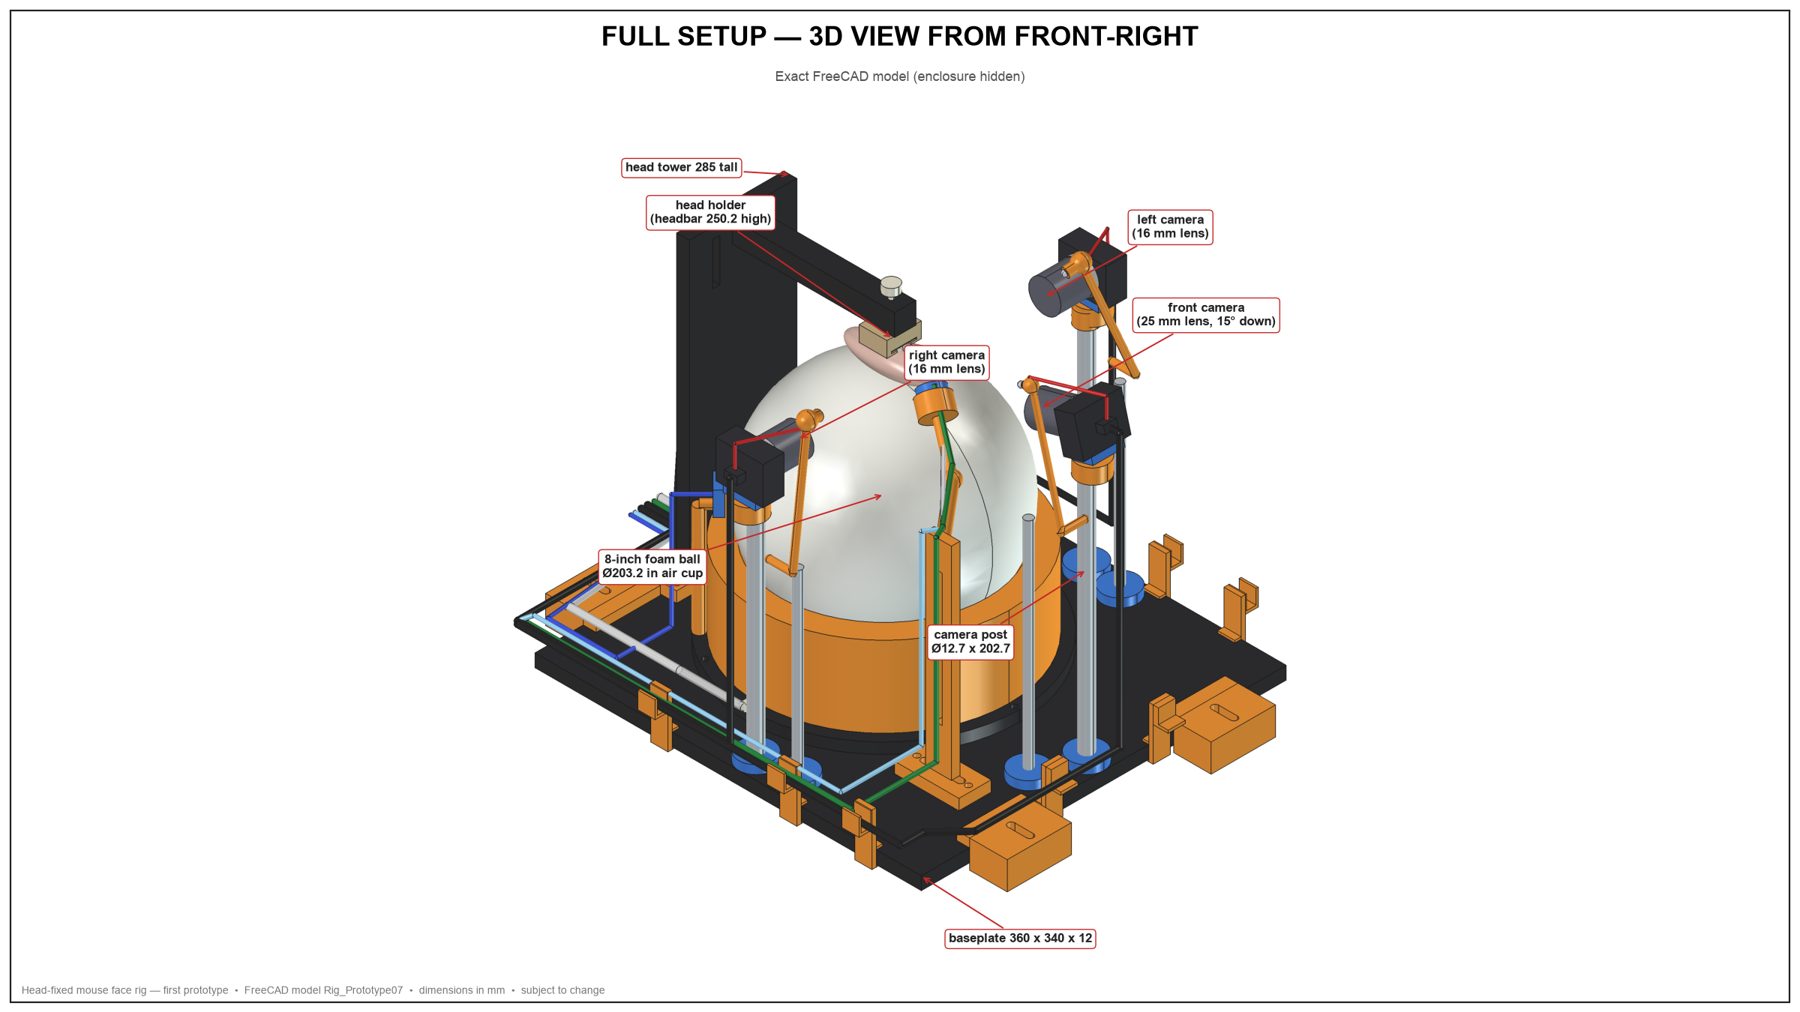 FULL SETUP — 3D VIEW FROM FRONT-RIGHT
Exact FreeCAD model (enclosure hidden)
head tower 285 tall
head holder
(headbar 250.2 high)
left camera
(16 mm lens)
front camera
(25 mm lens, 15° down)
right camera
(16 mm lens)
8-inch foam ball
Ø203.2 in air cup
camera post
Ø12.7 x 202.7
baseplate 360 x 340 x 12
Head-fixed mouse face rig — first prototype • FreeCAD model Rig_Prototype07 • dimensions in mm • subject to change